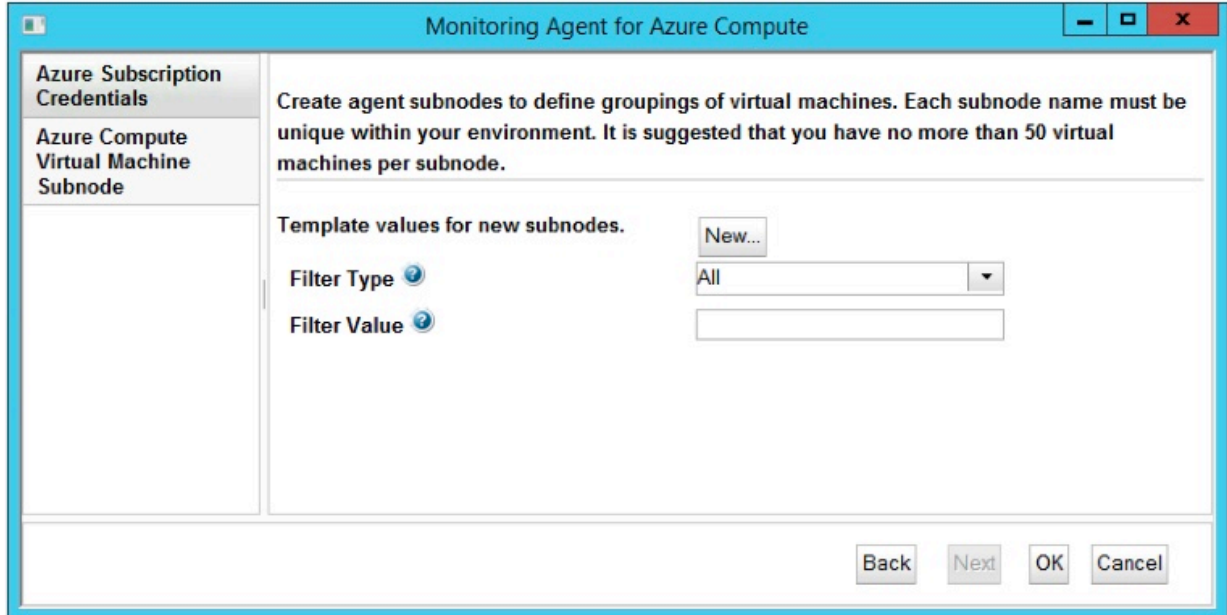 Monitoring Agent for Azure Compute
Azure Subscription
Credentials
Azure Compute
Virtual Machine
Subnode
Create agent subnodes to define groupings of virtual machines. Each subnode name must be
unique within your environment. It is suggested that you have no more than 50 virtual
machines per subnode.
Template values for new subnodes.
New...
Filter Type ?
All
Filter Value ?
Back Next OK Cancel